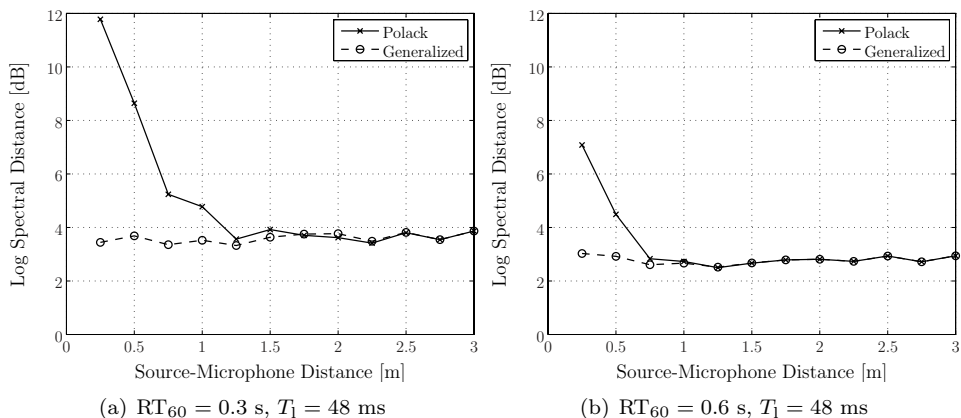 12
10
8
6
4
2
0
0 0.5 1 1.5 2 2.5 3
Log Spectral Distance [dB]
Source-Microphone Distance [m]
Polack
Generalized
(a) RT60 = 0.3 s, Tl = 48 ms
12
10
8
6
4
2
0
0 0.5 1 1.5 2 2.5 3
Log Spectral Distance [dB]
Source-Microphone Distance [m]
Polack
Generalized
(b) RT60 = 0.6 s, Tl = 48 ms